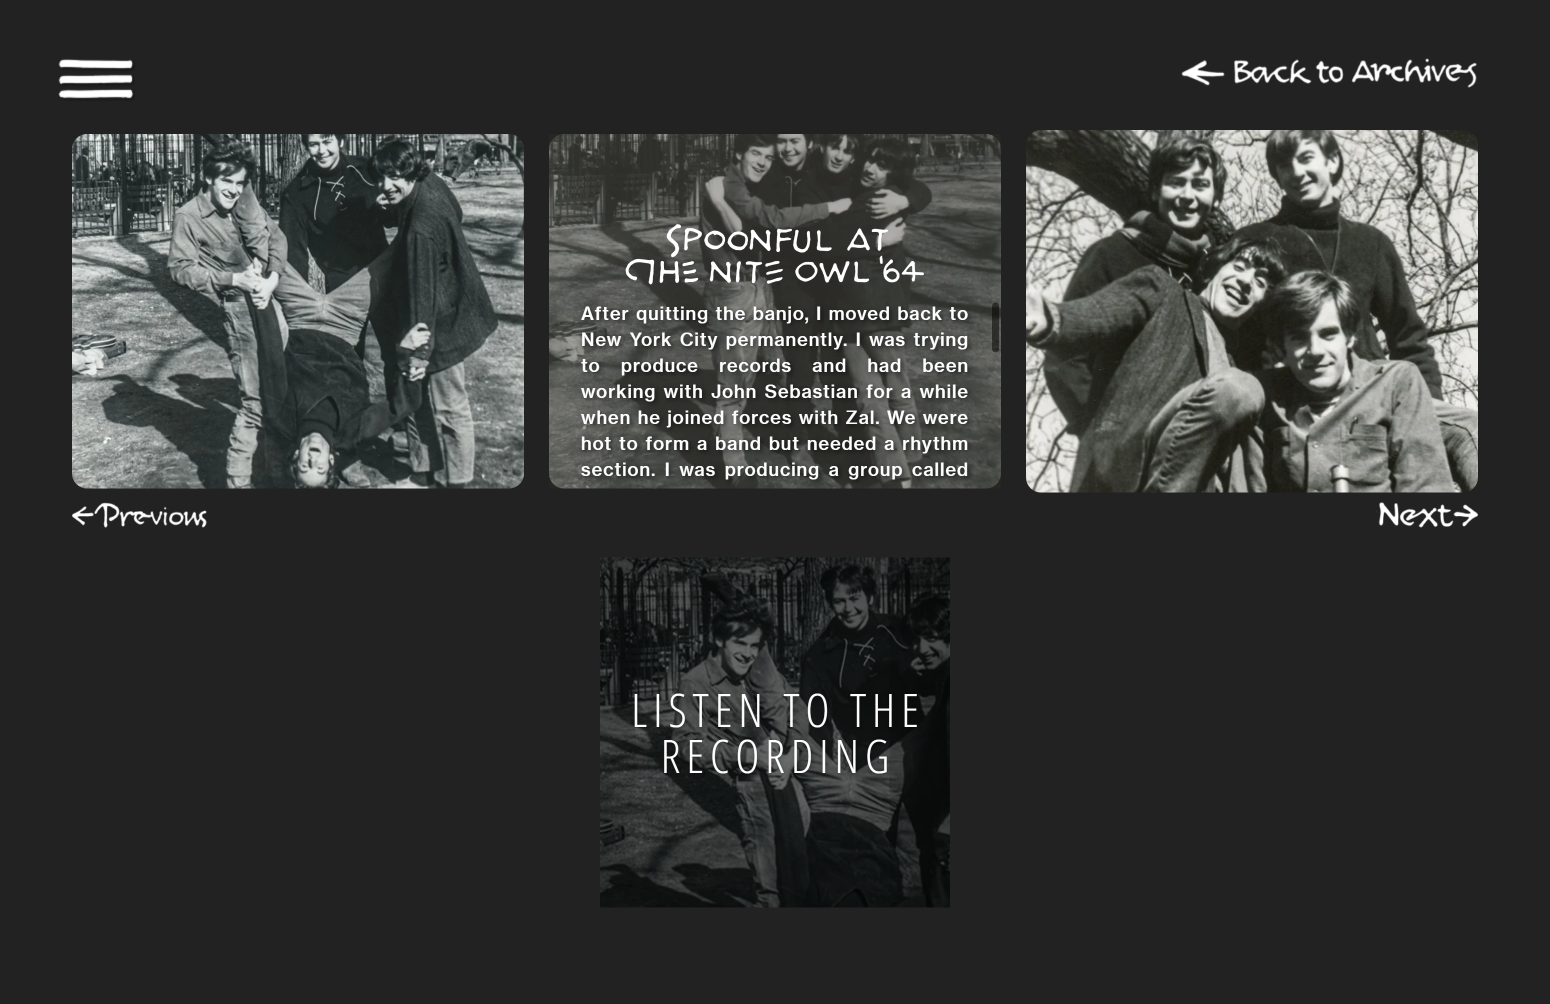 ← Back to Archives
SPOONFUL AT
THE NITE OWL '64
After quitting the banjo, I moved back to
New York City permanently. I was trying
to produce records and had been
working with John Sebastian for a while
when he joined forces with Zal. We were
hot to form a band but needed a rhythm
section. I was producing a group called
← Previous
Next →
LISTEN TO THE
RECORDING